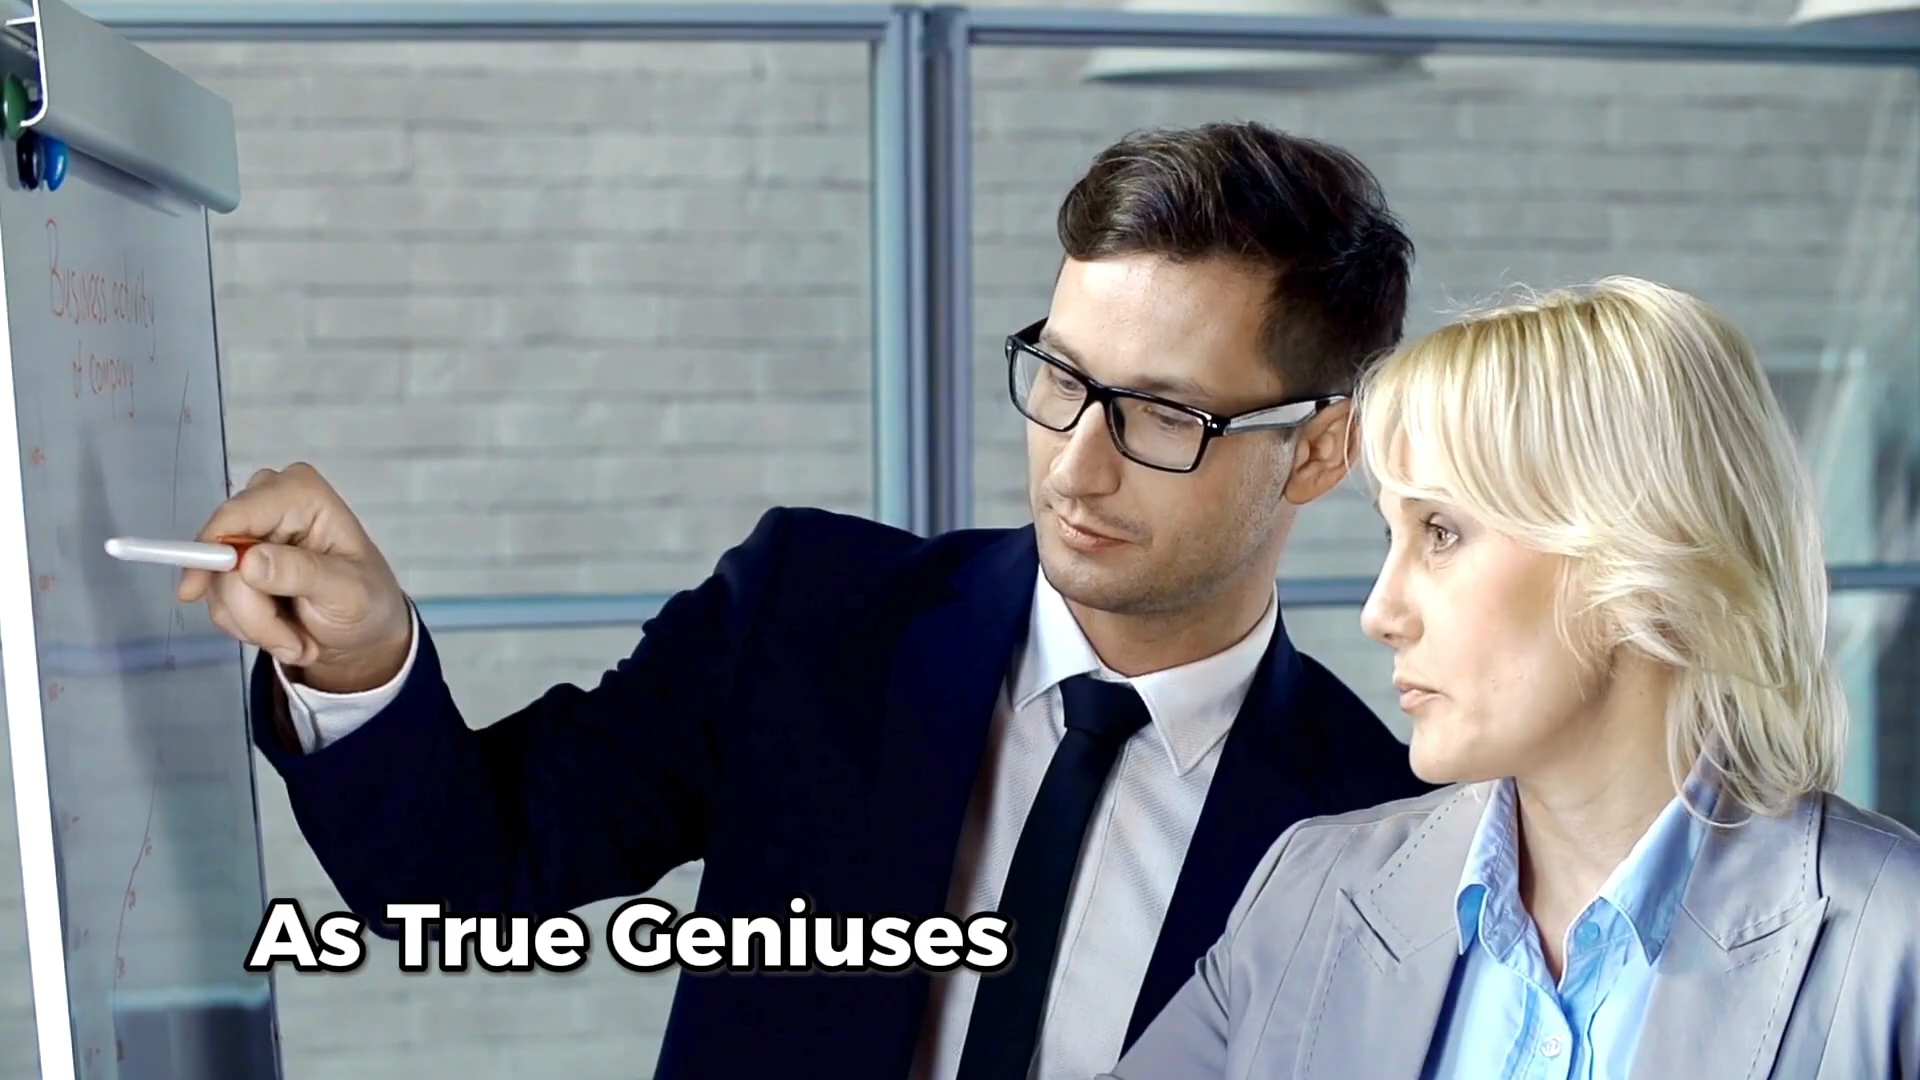 Business activity
of company
As True Geniuses